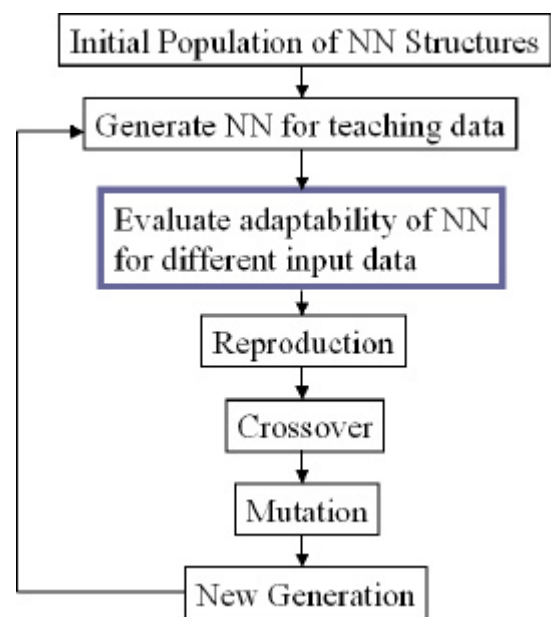 Initial Population of NN Structures
Generate NN for teaching data
Evaluate adaptability of NN
for different input data
Reproduction
Crossover
Mutation
New Generation